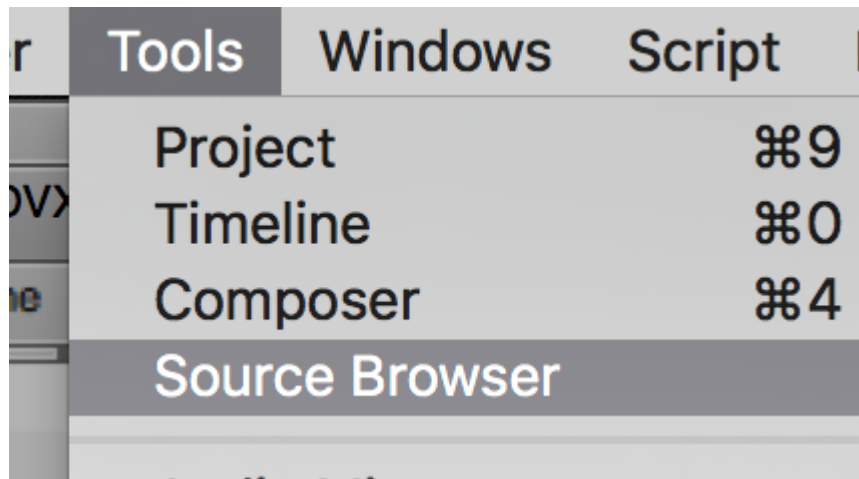 Tools Windows Script
Project ⌘9
Timeline ⌘0
Composer ⌘4
Source Browser